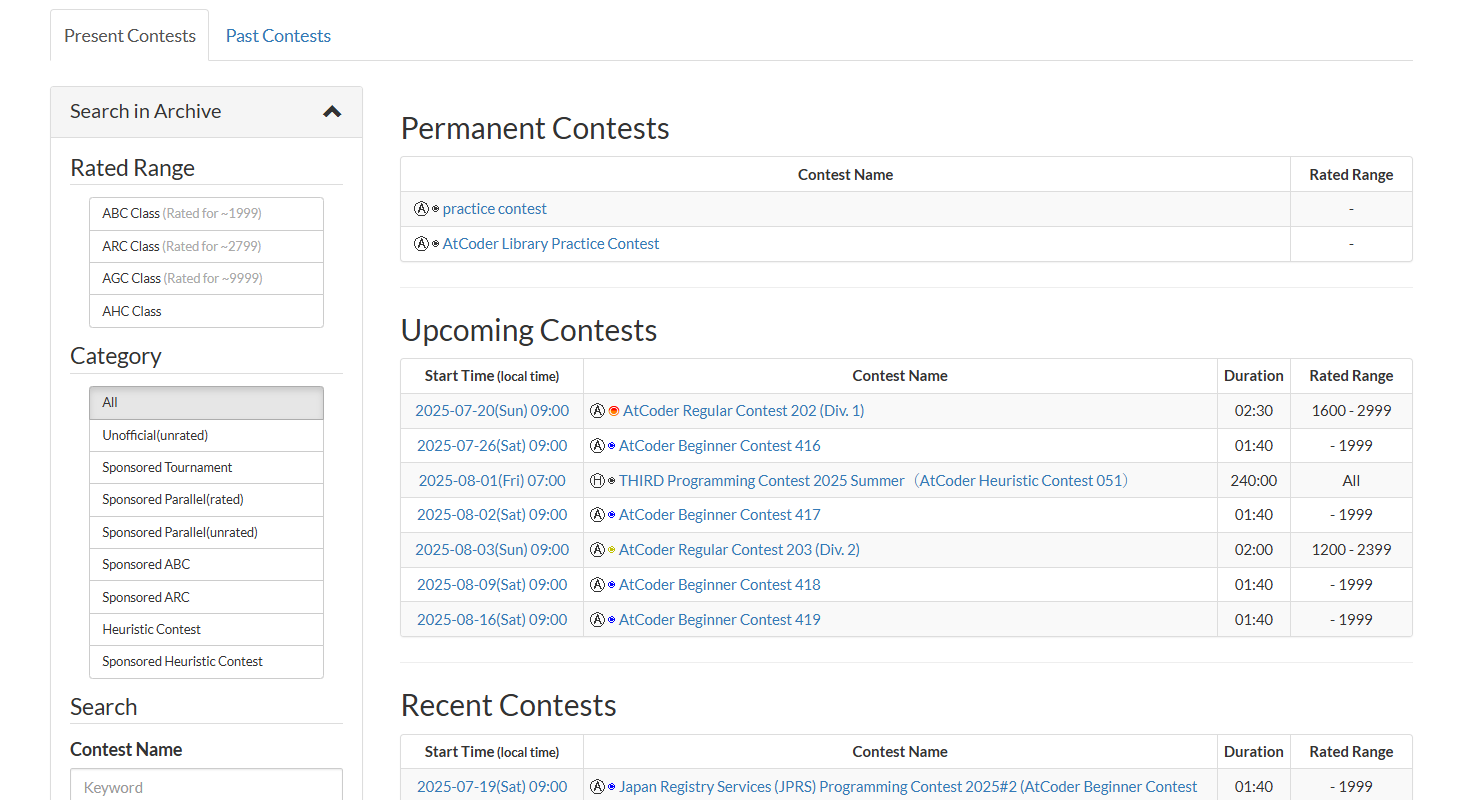 Present Contests Past Contests
Search in Archive
Rated Range
ABC Class (Rated for ~1999)
ARC Class (Rated for ~2799)
AGC Class (Rated for ~9999)
AHC Class
Category
All
Unofficial(unrated)
Sponsored Tournament
Sponsored Parallel(rated)
Sponsored Parallel(unrated)
Sponsored ABC
Sponsored ARC
Heuristic Contest
Sponsored Heuristic Contest
Search
Contest Name
Keyword
Permanent Contests
Contest Name Rated Range
Ⓐ ◉ practice contest -
Ⓐ ◉ AtCoder Library Practice Contest -
Upcoming Contests
Start Time (local time) Contest Name Duration Rated Range
2025-07-20(Sun) 09:00 Ⓐ ◉ AtCoder Regular Contest 202 (Div. 1) 02:30 1600 - 2999
2025-07-26(Sat) 09:00 Ⓐ ◉ AtCoder Beginner Contest 416 01:40 - 1999
2025-08-01(Fri) 07:00 Ⓗ ◉ THIRD Programming Contest 2025 Summer（AtCoder Heuristic Contest 051） 240:00 All
2025-08-02(Sat) 09:00 Ⓐ ◉ AtCoder Beginner Contest 417 01:40 - 1999
2025-08-03(Sun) 09:00 Ⓐ ◉ AtCoder Regular Contest 203 (Div. 2) 02:00 1200 - 2399
2025-08-09(Sat) 09:00 Ⓐ ◉ AtCoder Beginner Contest 418 01:40 - 1999
2025-08-16(Sat) 09:00 Ⓐ ◉ AtCoder Beginner Contest 419 01:40 - 1999
Recent Contests
Start Time (local time) Contest Name Duration Rated Range
2025-07-19(Sat) 09:00 Ⓐ ◉ Japan Registry Services (JPRS) Programming Contest 2025#2 (AtCoder Beginner Contest 01:40 - 1999